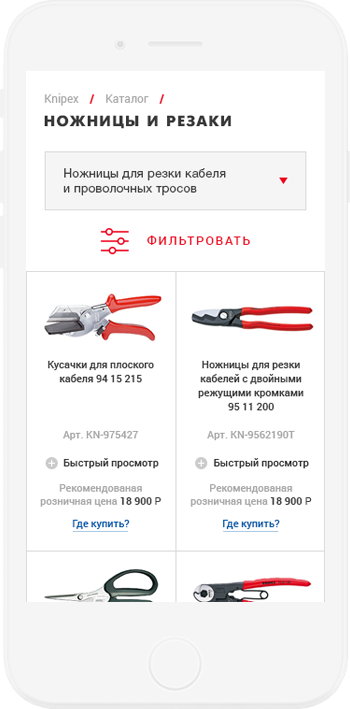 Knipex / Каталог /
НОЖНИЦЫ И РЕЗАКИ
Ножницы для резки кабеля
и проволочных тросов
ФИЛЬТРОВАТЬ
Кусачки для плоского
кабеля 94 15 215
Арт. KN-975427
Быстрый просмотр
Рекомендованая
розничная цена 18 900 Р
Где купить?
Ножницы для резки
кабелей с двойными
режущими кромками
95 11 200
Арт. KN-9562190T
Быстрый просмотр
Рекомендованая
розничная цена 18 900 Р
Где купить?